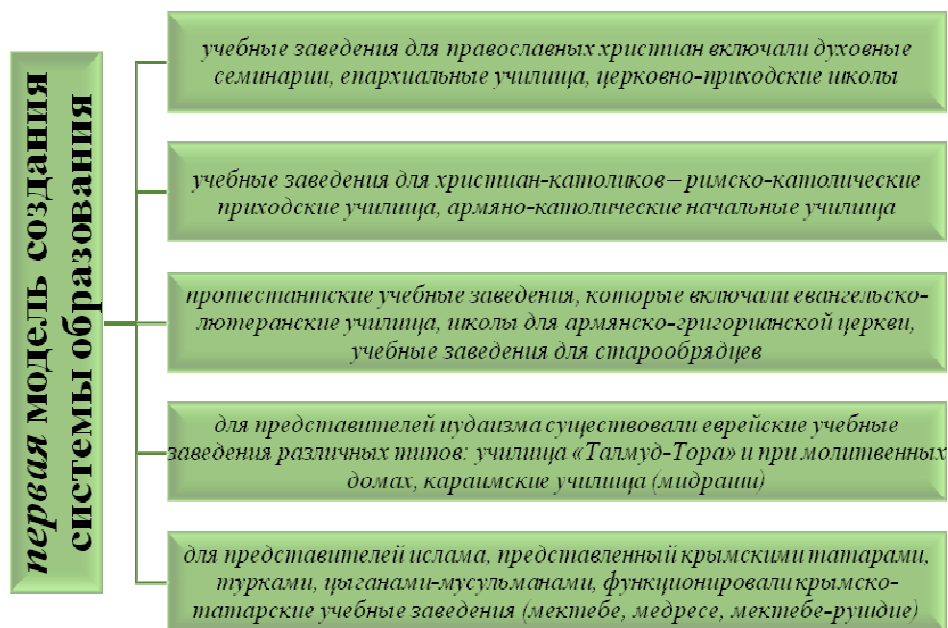 первая модель создания
системы образования
учебные заведения для православных христиан включали духовные
семинарии, епархиальные училища, церковно-приходские школы
учебные заведения для христиан-католиков – римско-католические
приходские училища, армяно-католические начальные училища
протестантские учебные заведения, которые включали евангельско-
лютеранские училища, школы для армянско-григорианской церкви,
учебные заведения для старообрядцев
для представителей иудаизма существовали еврейские учебные
заведения различных типов: училища «Талмуд-Тора» и при молитвенных
домах, караимские училища (мидраши)
для представителей ислама, представленный крымскими татарами,
турками, цыганами-мусульманами, функционировали крымско-
татарские учебные заведения (мектебе, медресе, мектебе-рушдие)